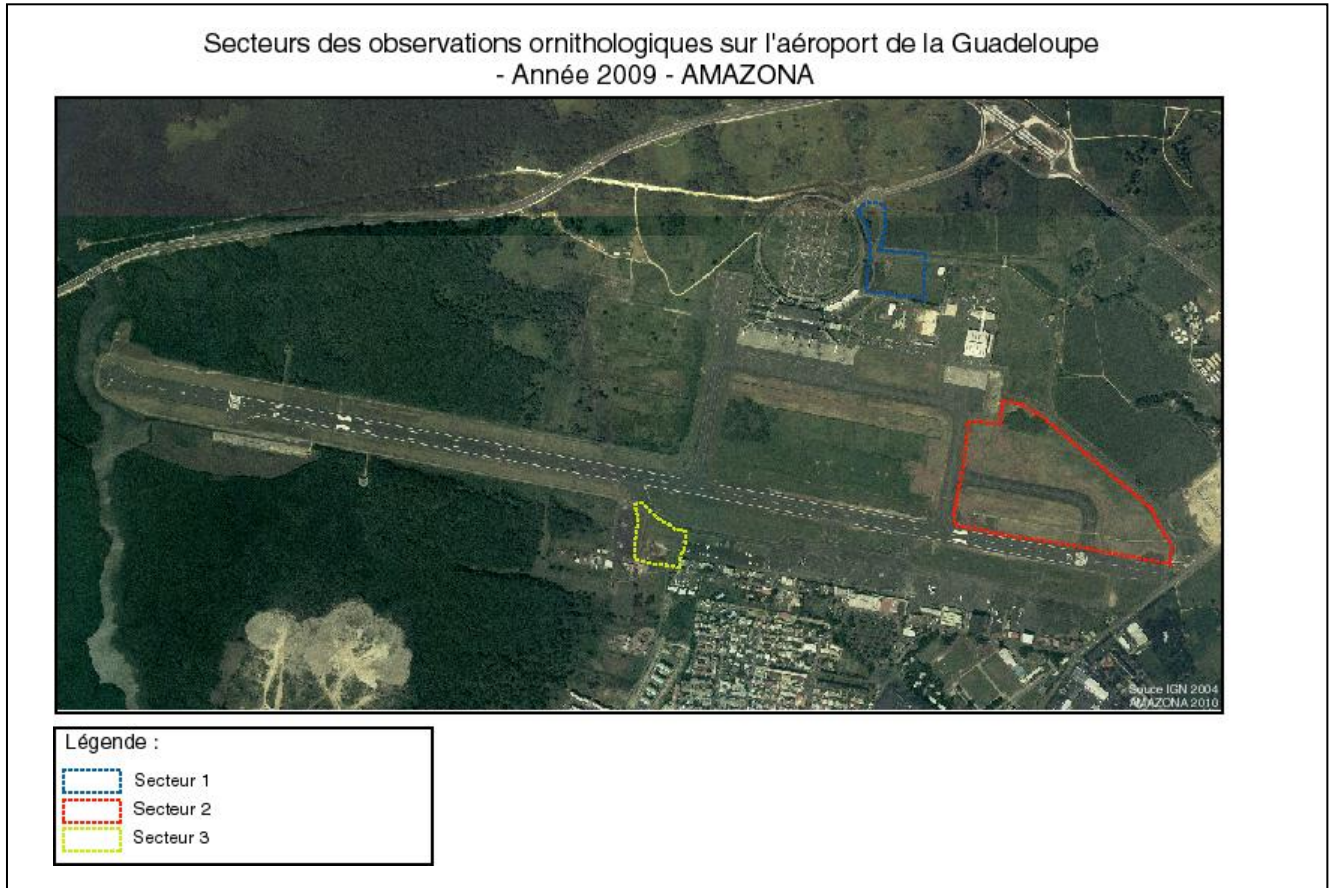 Secteurs des observations ornithologiques sur l'aéroport de la Guadeloupe
- Année 2009 - AMAZONA
Souce IGN 2004
AMAZONA 2010
Légende :
Secteur 1
Secteur 2
Secteur 3